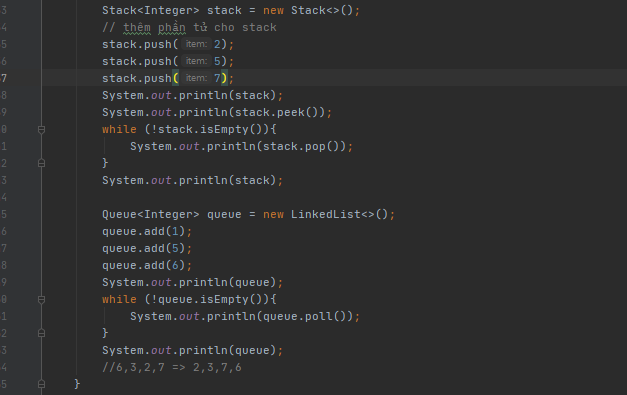 3 Stack<Integer> stack = new Stack<>();
4 // thêm phần tử cho stack
5 stack.push( item: 2);
6 stack.push( item: 5);
7 stack.push( item: 7);
8 System.out.println(stack);
9 System.out.println(stack.peek());
0 while (!stack.isEmpty()){
1 System.out.println(stack.pop());
2 }
3 System.out.println(stack);
4
5 Queue<Integer> queue = new LinkedList<>();
6 queue.add(1);
7 queue.add(5);
8 queue.add(6);
9 System.out.println(queue);
0 while (!queue.isEmpty()){
1 System.out.println(queue.poll());
2 }
3 System.out.println(queue);
4 //6,3,2,7 => 2,3,7,6
5 }